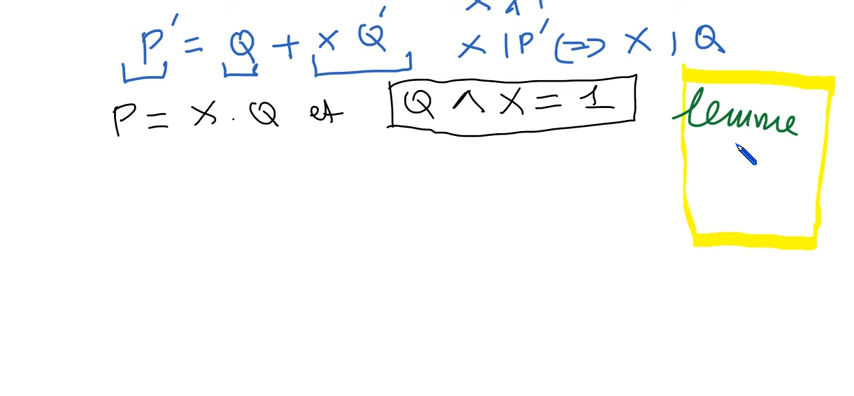 P' = Q + X Q' X | P' (=> X | Q
P = X . Q et Q ∧ X = 1
lemme